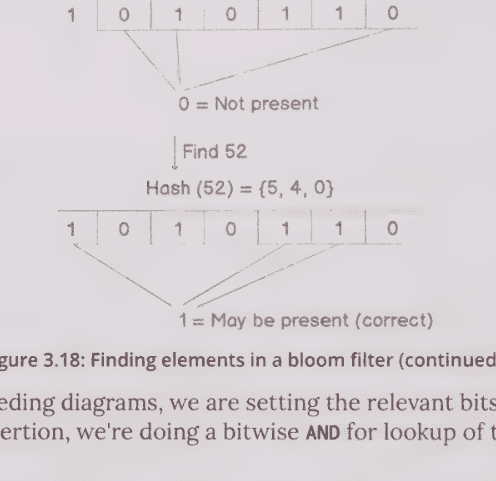 1 0 1 0 1 1 0
0 = Not present
Find 52
Hash (52) = {5, 4, 0}
1 0 1 0 1 1 0
1 = May be present (correct)
gure 3.18: Finding elements in a bloom filter (continued
eding diagrams, we are setting the relevant bits
ertion, we're doing a bitwise AND for lookup of t